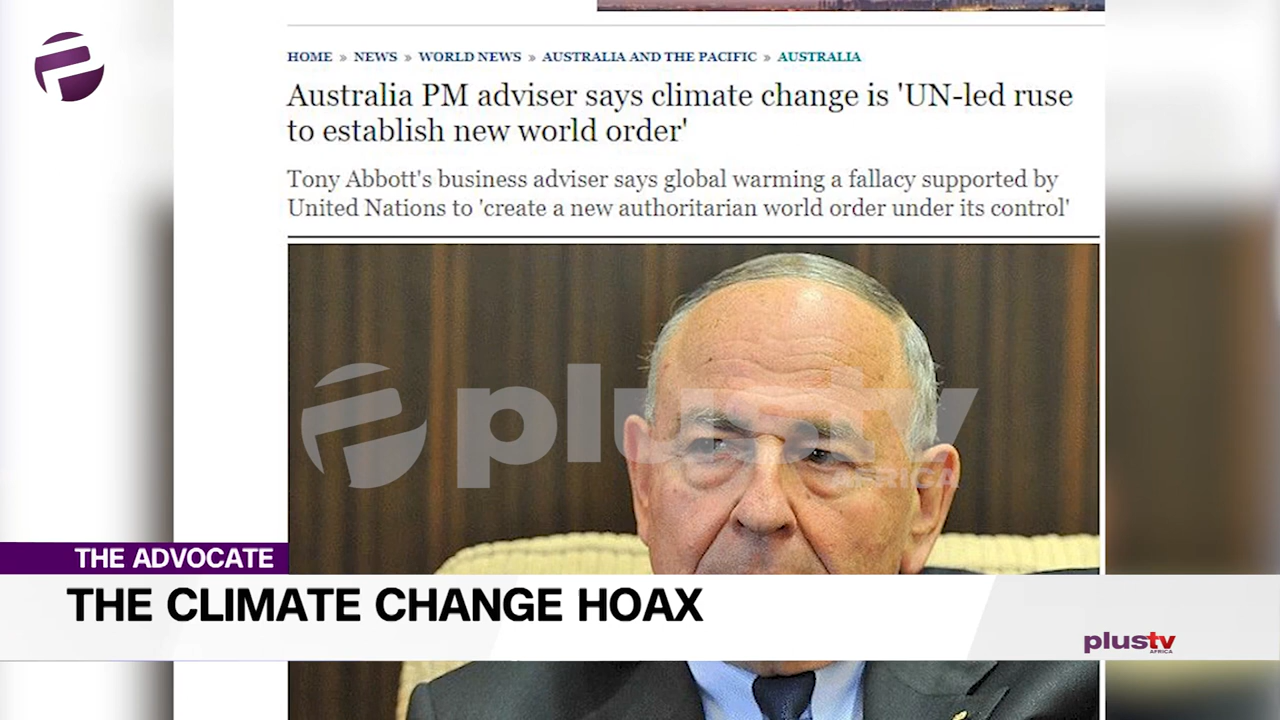 HOME » NEWS » WORLD NEWS » AUSTRALIA AND THE PACIFIC » AUSTRALIA
Australia PM adviser says climate change is 'UN-led ruse
to establish new world order'
Tony Abbott's business adviser says global warming a fallacy supported by
United Nations to 'create a new authoritarian world order under its control'
plustv
AFRICA
THE ADVOCATE
THE CLIMATE CHANGE HOAX
plustv
AFRICA